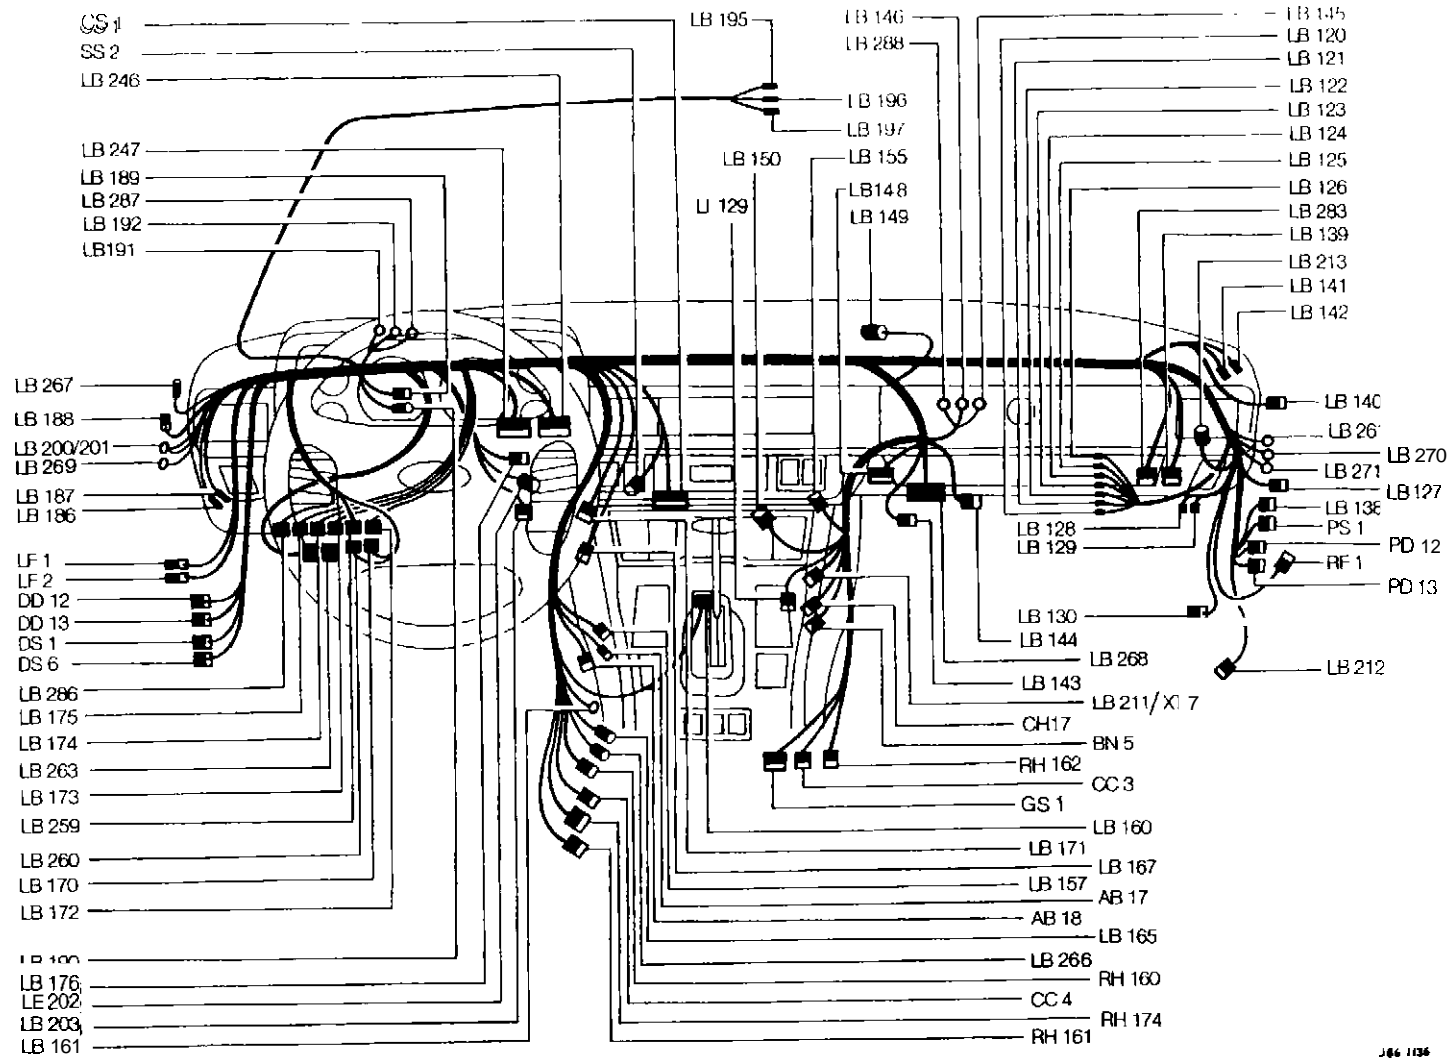 SS 2
LB 246
LB 247
LB 189
LB 287
LB 192
LB191
LB 195
LB 196
LB 197
LB 150
LB 155
LB148
LB 149
LB 146
LB 288
LB 145
LB 120
LB 121
LB 122
LB 123
LB 124
LB 125
LB 126
LB 283
LB 139
LB 213
LB 141
LB 142
LB 267
LB 188
LB 200/201
LB 269
LB 187
LB 186
LF 1
LF 2
DD 12
DD 13
DS 1
DS 6
LB 286
LB 175
LB 174
LB 263
LB 173
LB 259
LB 260
LB 170
LB 172
LB 190
LB 176
LE 202
LB 203
LB 161
LB 140
LB 270
LB 271
LB 127
LB 138
PS 1
PD 12
RF 1
PD 13
LB 128
LB 129
LB 130
LB 144
LB 212
LB 268
LB 143
LB 211/
CH17
BN 5
RH 162
CC 3
GS 1
LB 160
LB 171
LB 167
LB 157
AB 17
AB 18
LB 165
LB 266
RH 160
CC 4
RH 174
RH 161
J86 1136